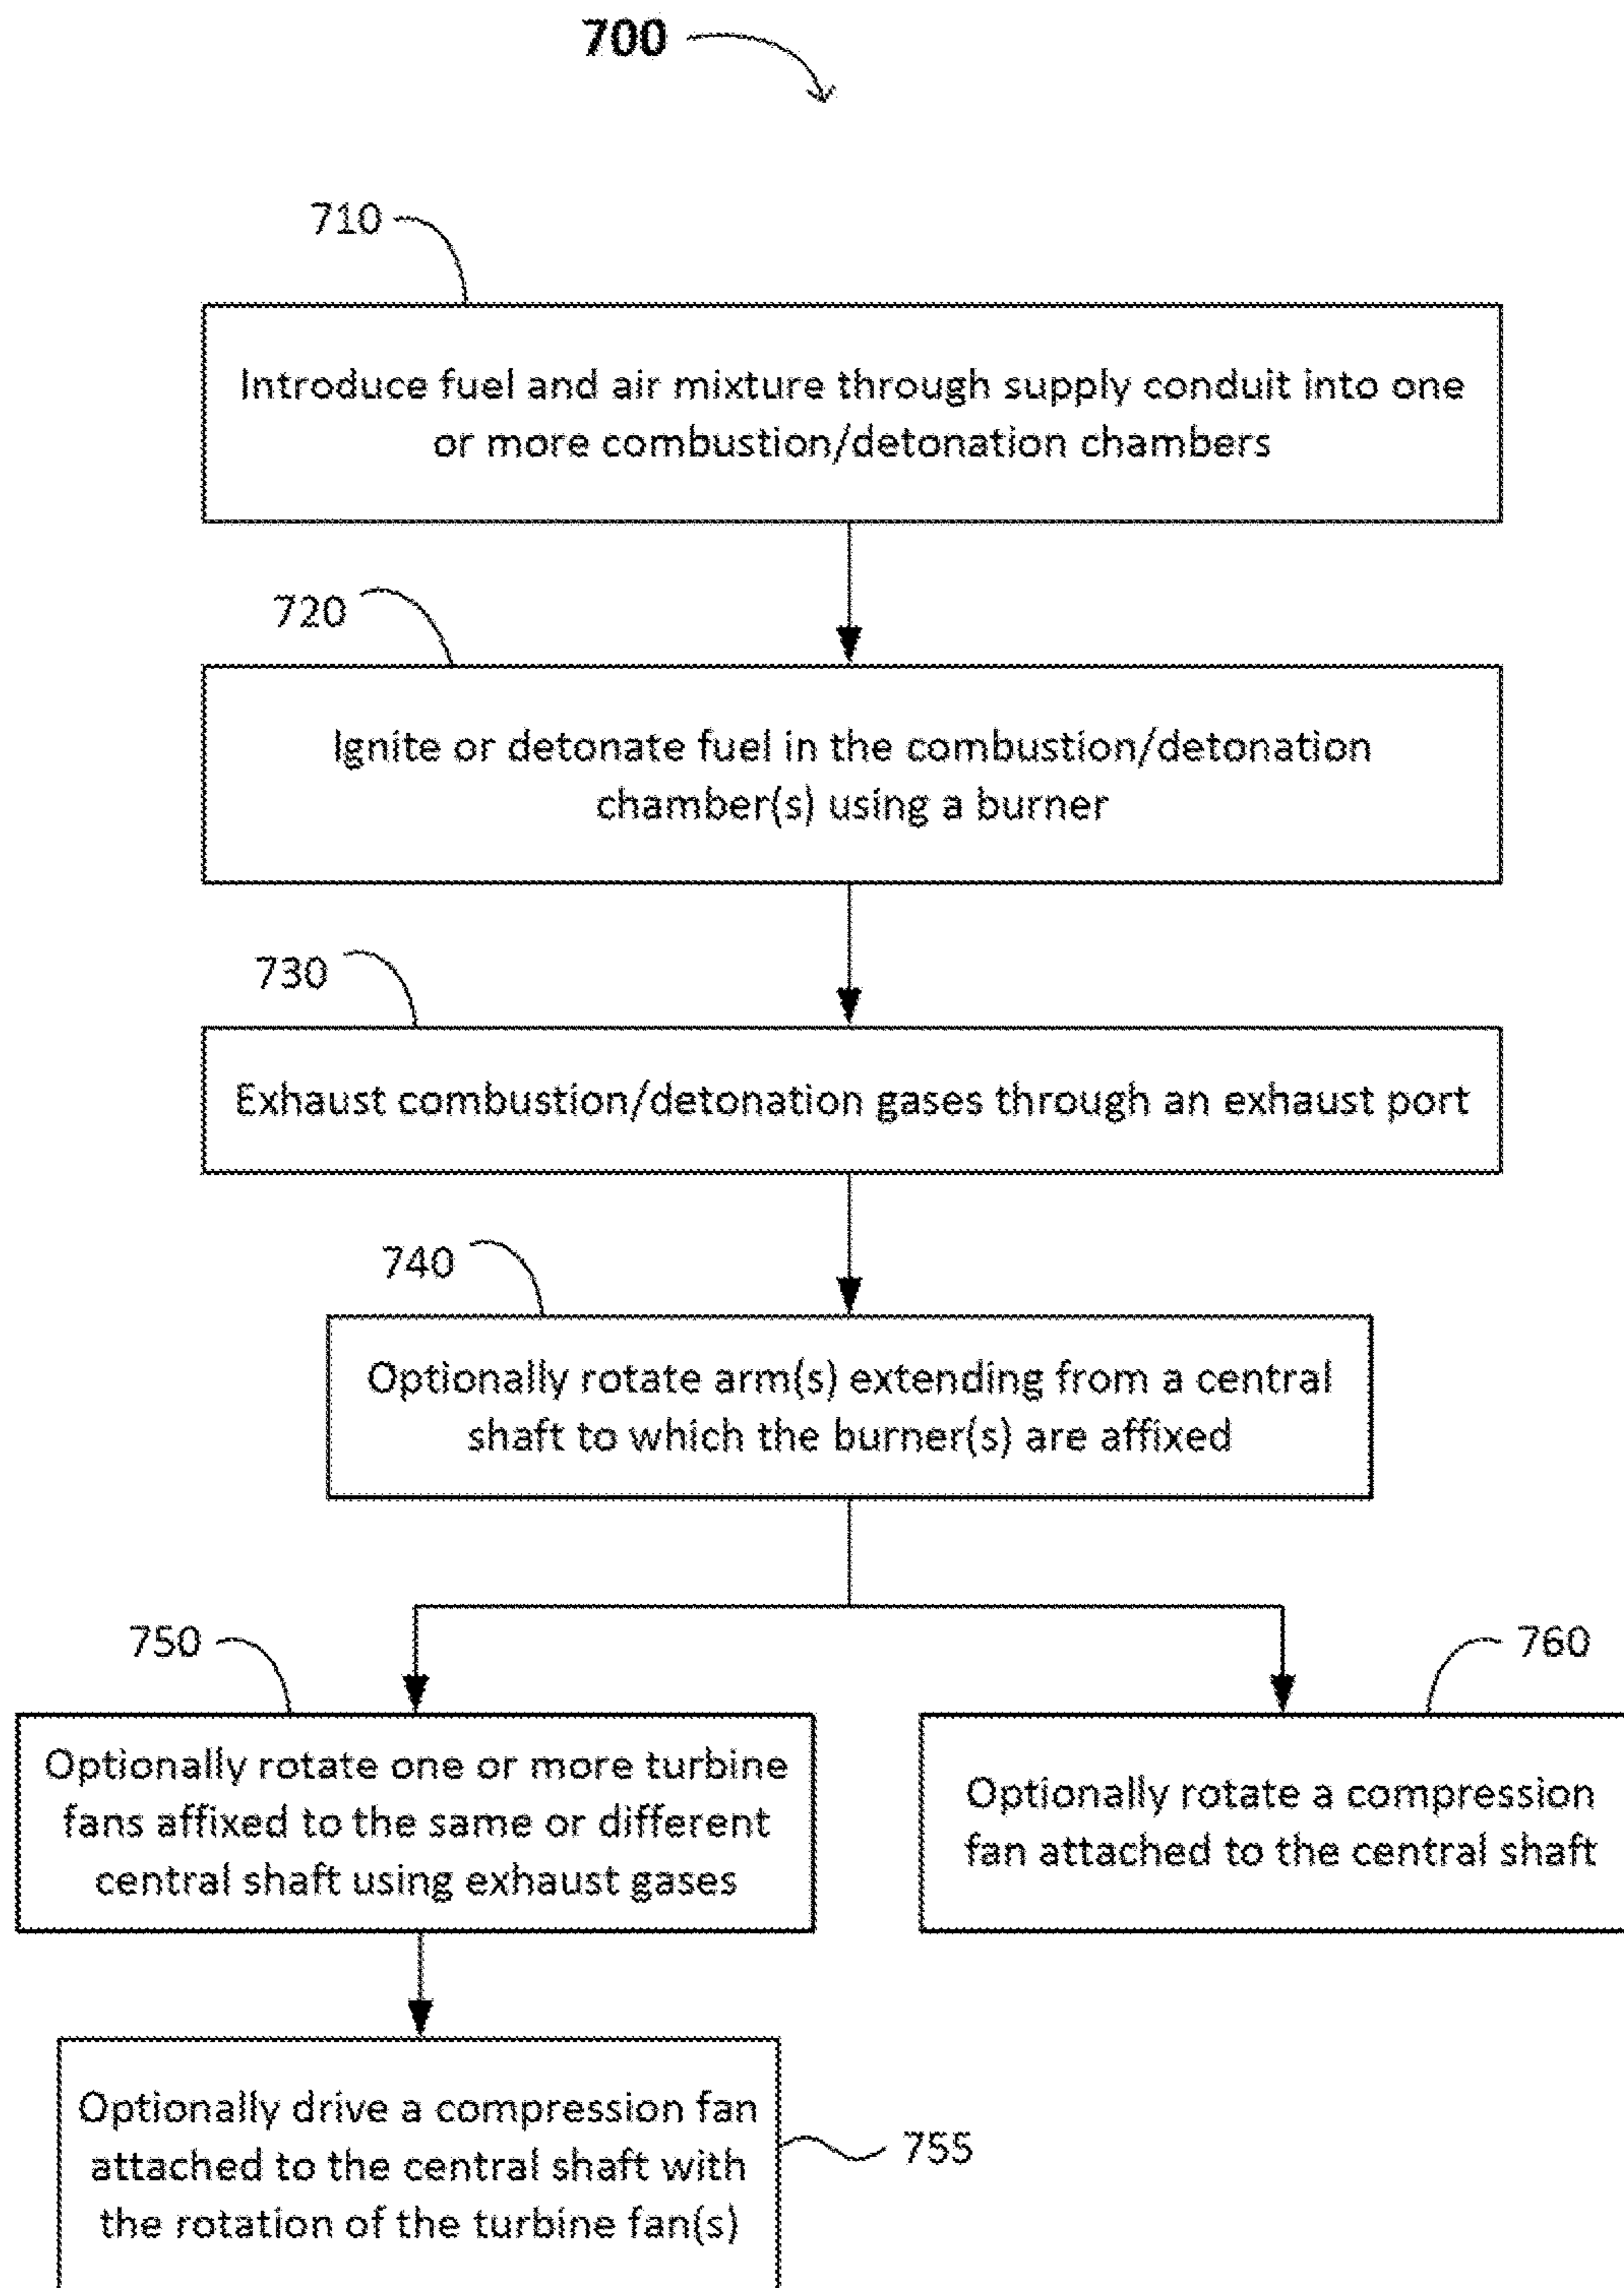 700
710
Introduce fuel and air mixture through supply conduit into one
or more combustion/detonation chambers
720
Ignite or detonate fuel in the combustion/detonation
chamber(s) using a burner
730
Exhaust combustion/detonation gases through an exhaust port
740
Optionally rotate arm(s) extending from a central
shaft to which the burner(s) are affixed
750
Optionally rotate one or more turbine
fans affixed to the same or different
central shaft using exhaust gases
760
Optionally rotate a compression
fan attached to the central shaft
Optionally drive a compression fan
attached to the central shaft with
the rotation of the turbine fan(s)
755